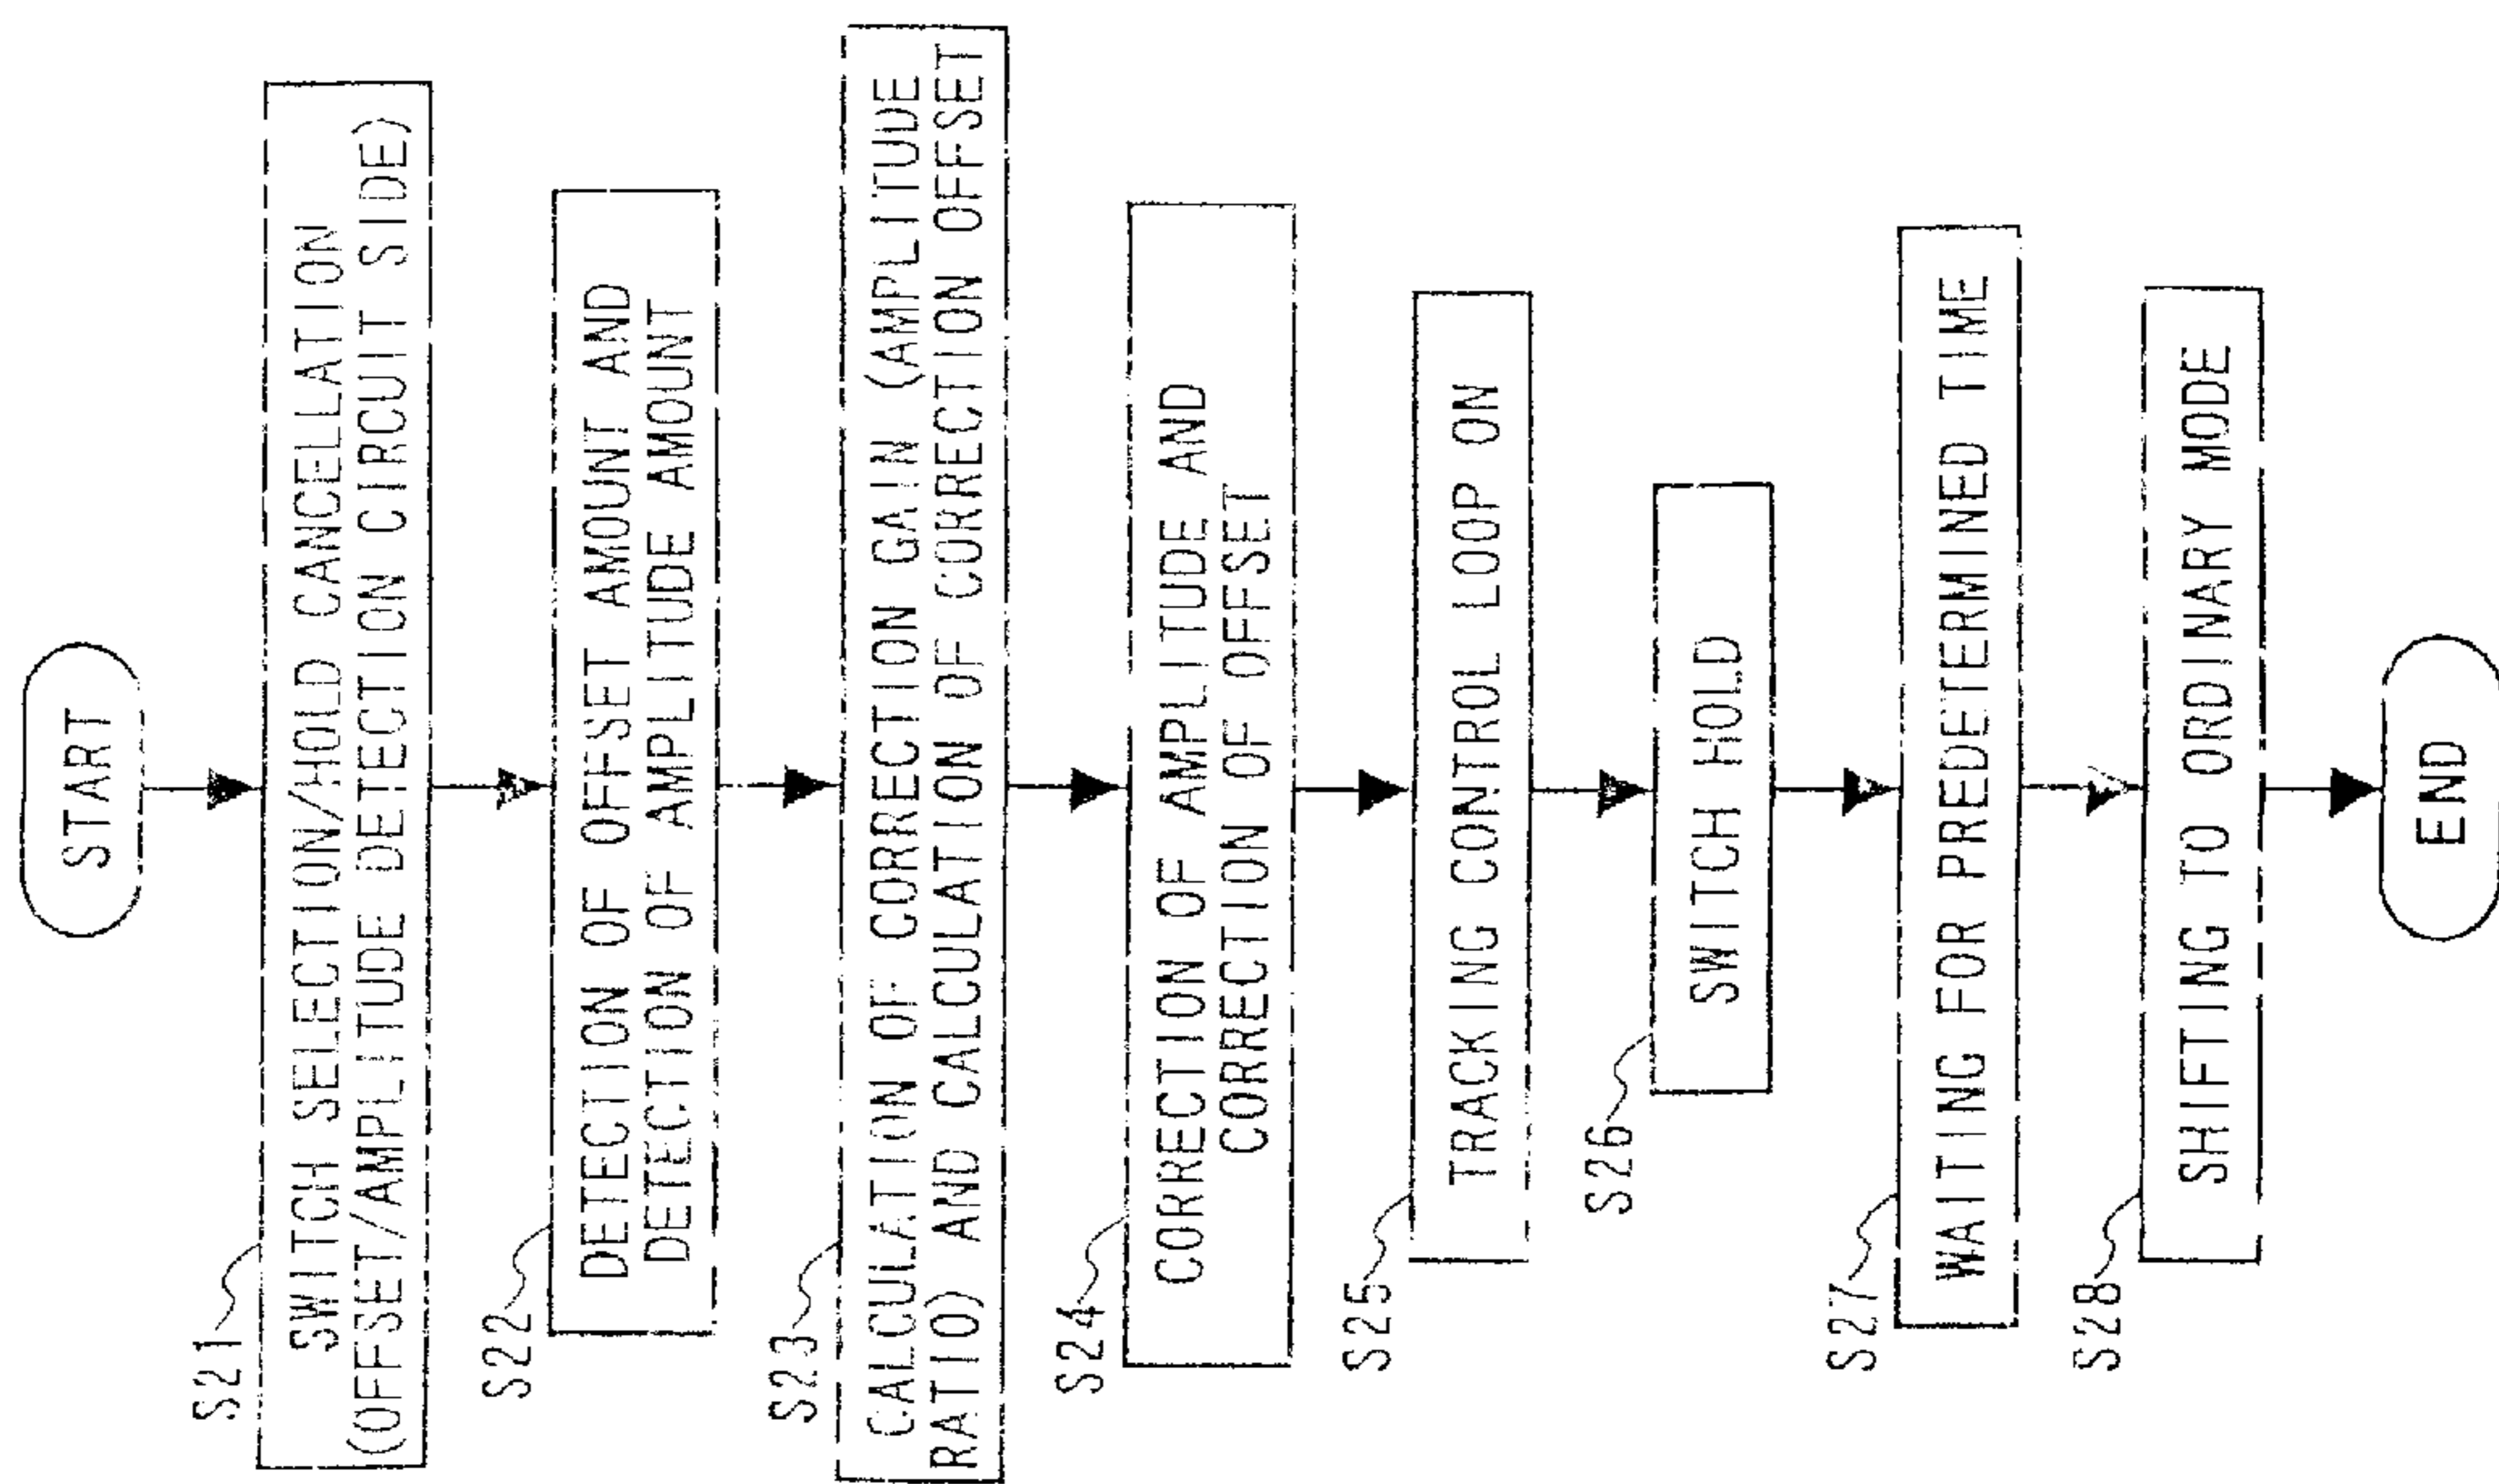 START
S21
SWITCH SELECTION/HOLD CANCELLATION
(OFFSET/AMPLITUDE DETECTION CIRCUIT SIDE)
S22
DETECTION OF OFFSET AMOUNT AND
DETECTION OF AMPLITUDE AMOUNT
S23
CALCULATION OF CORRECTION GAIN (AMPLITUDE
RATIO) AND CALCULATION OF CORRECTION OFFSET
S24
CORRECTION OF AMPLITUDE AND
CORRECTION OF OFFSET
S25
TRACKING CONTROL LOOP ON
S26
SWITCH HOLD
S27
WAITING FOR PREDETERMINED TIME
S28
SHIFTING TO ORDINARY MODE
END